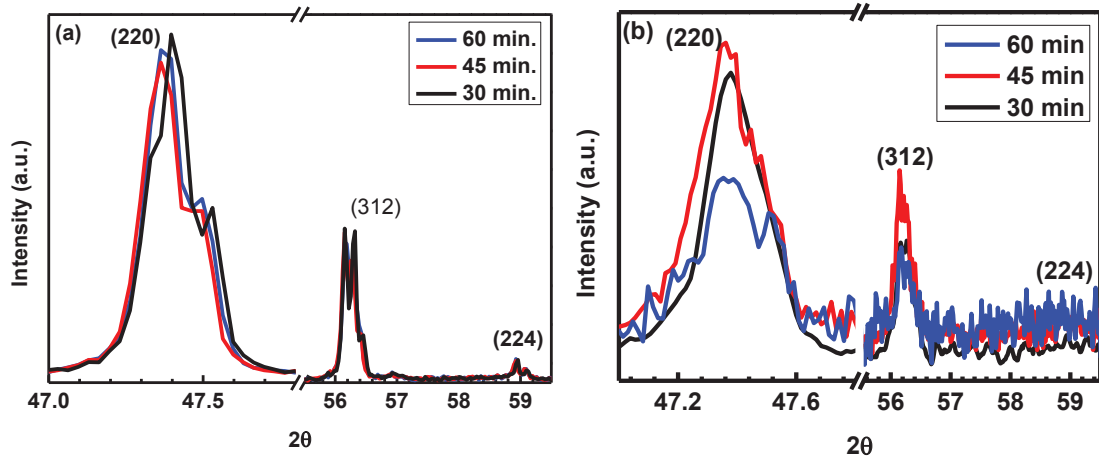 (a)
(220)
60 min.
45 min.
30 min.
(312)
(224)
Intensity (a.u.)
47.0
47.5
56
57
58
59
2θ
(b)
(220)
60 min
45 min
30 min
(312)
(224)
Intensity (a.u.)
47.2
47.6
56
57
58
59
2θ